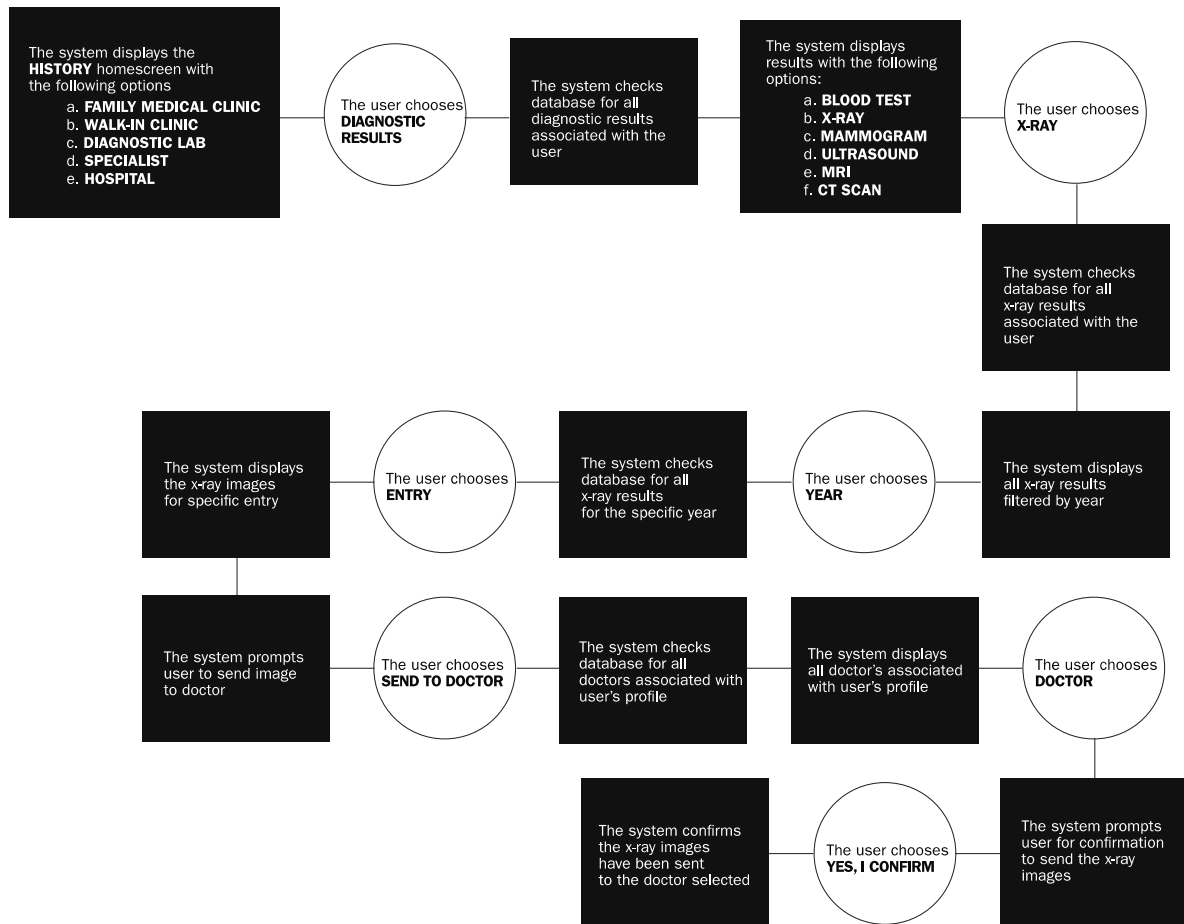 The system displays the
HISTORY homescreen with
the following options
a. FAMILY MEDICAL CLINIC
b. WALK-IN CLINIC
c. DIAGNOSTIC LAB
d. SPECIALIST
e. HOSPITAL
The user chooses
DIAGNOSTIC
RESULTS
The system checks
database for all
diagnostic results
associated with the
user
The system displays
results with the following
options:
a. BLOOD TEST
b. X-RAY
c. MAMMOGRAM
d. ULTRASOUND
e. MRI
f. CT SCAN
The user chooses
X-RAY
The system checks
database for all
x-ray results
associated with the
user
The system displays
all x-ray results
filtered by year
The user chooses
YEAR
The system checks
database for all
x-ray results
for the specific year
The user chooses
ENTRY
The system displays
the x-ray images
for specific entry
The system prompts
user to send image
to doctor
The user chooses
SEND TO DOCTOR
The system checks
database for all
doctors associated with
user's profile
The system displays
all doctor's associated
with user's profile
The user chooses
DOCTOR
The system prompts
user for confirmation
to send the x-ray
images
The user chooses
YES, I CONFIRM
The system confirms
the x-ray images
have been sent
to the doctor selected